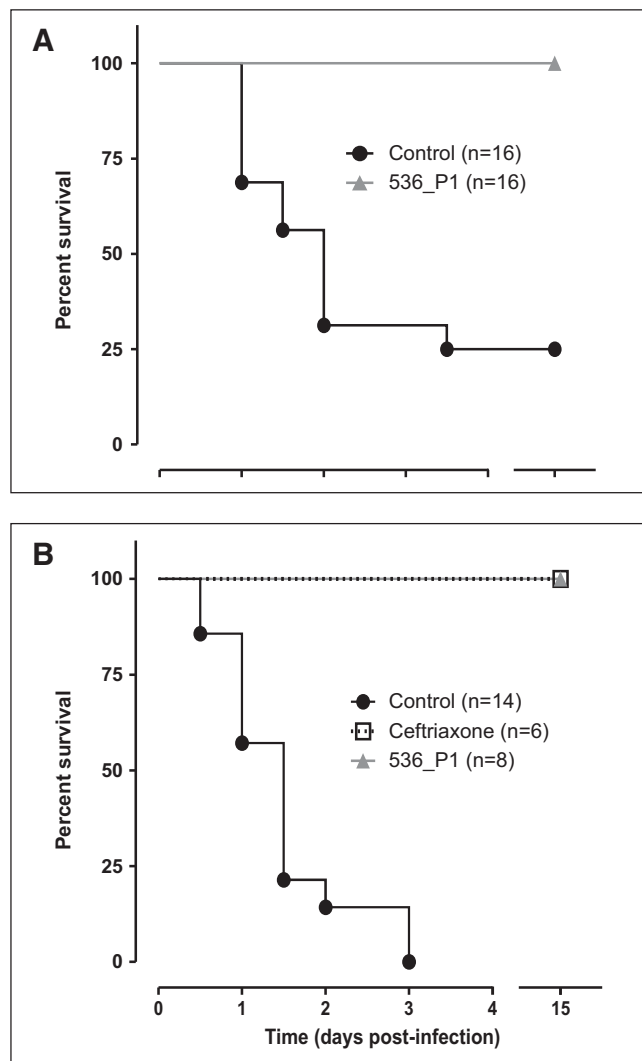 A
100
75
50
25
0
Percent survival
Control (n=16)
536_P1 (n=16)
B
100
75
50
25
0
Percent survival
Control (n=14)
Ceftriaxone (n=6)
536_P1 (n=8)
0 1 2 3 4 15
Time (days post-infection)